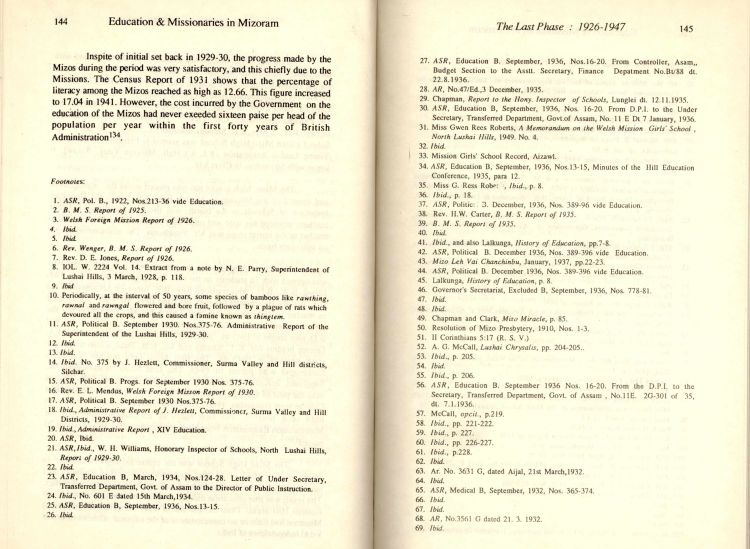 144
Education & Missionaries in Mizoram
Inspite of initial set back in 1929-30, the progress made by the
Mizos during the period was very satisfactory, and this chiefly due to the
Missions. The Census Report of 1931 shows that the percentage of
literacy among the Mizos reached as high as 12.66. This figure increased
to 17.04 in 1941. However, the cost incurred by the Government on the
education of the Mizos had never exeeded sixteen paise per head of the
population per year within the first forty years of British
Administration134.
Footnotes:
1. ASR, Pol. B., 1922, Nos.213-36 vide Education.
2. B. M. S. Report of 1925.
3. Welsh Foreign Mission Report of 1926.
4. Ibid.
5. Ibid.
6. Rev. Wenger, B. M. S. Report of 1926.
7. Rev. D. E. Jones, Report of 1926.
8. IOL. W. 2224 Vol. 14. Extract from a note by N. E. Parry, Superintendent of
Lushai Hills, 3 March, 1928, p. 118.
9. Ibid
10. Periodically, at the interval of 50 years, some species of bamboos like rawthing,
rawnal and rawngal flowered and bore fruit, followed by a plague of rats which
devoured all the crops, and this caused a famine known as thingtem.
11. ASR, Political B. September 1930. Nos.375-76. Administrative Report of the
Superintendent of the Lushai Hills, 1929-30.
12. Ibid.
13. Ibid.
14. Ibid. No. 375 by J. Hezlett, Commissioner, Surma Valley and Hill districts,
Silchar.
15. ASR, Political B. Progs. for September 1930 Nos. 375-76.
16. Rev. E. L. Mendus, Welsh Foreign Misson Report of 1930.
17. ASR, Political B. September 1930 Nos.375-76.
18. Ibid., Administrative Report of J. Hezlett, Commissioner, Surma Valley and Hill
Districts, 1929-30.
19. Ibid., Administrative Report , XIV Education.
20. ASR, Ibid.
21. ASR, Ibid., W. H. Williams, Honorary Inspector of Schools, North Lushai Hills,
Report of 1929-30.
22. Ibid.
23. ASR, Education B, March, 1934, Nos.124-28. Letter of Under Secretary,
Transferred Department, Govt. of Assam to the Director of Public Instruction.
24. Ibid., No. 601 E dated 15th March,1934.
25. ASR, Education B, September, 1936, Nos.13-15.
26. Ibid.
The Last Phase : 1926-1947
145
27. ASR, Education B. September, 1936, Nos.16-20. From Controller, Asam,,
Budget Section to the Asstt. Secretary, Finance Depatment No.Bt/88 dt.
22.8.1936.
28. AR, No.47/Ed.,3 December, 1935.
29. Chapman, Report to the Hony. Inspector of Schools, Lunglei dt. 12.11.1935.
30. ASR, Education B, September, 1936, Nos. 16-20. From D.P.I. to the Under
Secretary, Transferred Department, Govt.of Assam, No. 11 E Dt 7 January, 1936.
31. Miss Gwen Rees Roberts, A Memorandum on the Welsh Mission Girls' School ,
North Lushai Hills, 1949. No. 4.
32. Ibid.
33. Mission Girls' School Record, Aizawl.
34. ASR, Education B, September, 1936, Nos.13-15, Minutes of the Hill Education
Conference, 1935, para 12.
35. Miss G. Ress , Ibid., p. 8.
36. Ibid., p. 18.
37. ASR, B. December, 1936, Nos. 389-96 vide Education.
38. Rev. H.W. Carter, B. M. S. Report of 1935.
39. B. M. S. Report of 1935.
40. Ibid.
41. Ibid., and also Lalkunga, History of Education, pp.7-8.
42. ASR, Political B December 1936, Nos. 389-396 vide Education.
43. Mizo Leh Vai Chanchinbu, January, 1937, pp.22-23.
44. ASR, Political B. December 1936, Nos. 389-396 vide Education.
45. Lalkunga, History of Education, p. 8.
46. Governor's Secretariat, Excluded B, September, 1936, Nos. 778-81.
47. Ibid.
48. Ibid.
49. Chapman and Clark, Mizo Miracle, p. 85.
50. Resolution of Mizo Presbytery, 1910, Nos. 1-3.
51. II Corinthians 5:17 (R. S. V.)
52. A. G. McCall, Lushai Chrysalis, pp. 204-205..
53. Ibid., p. 205.
54. Ibid.
55. Ibid., p. 206.
56. ASR, Education B. September 1936 Nos. 16-20. From the D.P.I. to the
Secretary, Transferred Department, Govt. of Assam , No.11E. 2G-301 of 35,
dt. 7.1.1936.
57. McCall, opcit., p.219.
58. Ibid., pp. 221-222.
59. Ibid., p. 227.
60. Ibid., pp. 226-227.
61. Ibid., p.228.
62. Ibid.
63. Ar. No. 3631 G, dated Aijal, 21st March,1932.
64. Ibid.
65. ASR, Medical B, September, 1932, Nos. 365-374.
66. Ibid.
67. Ibid.
68. AR, No.3561 G dated 21. 3. 1932.
69. Ibid.